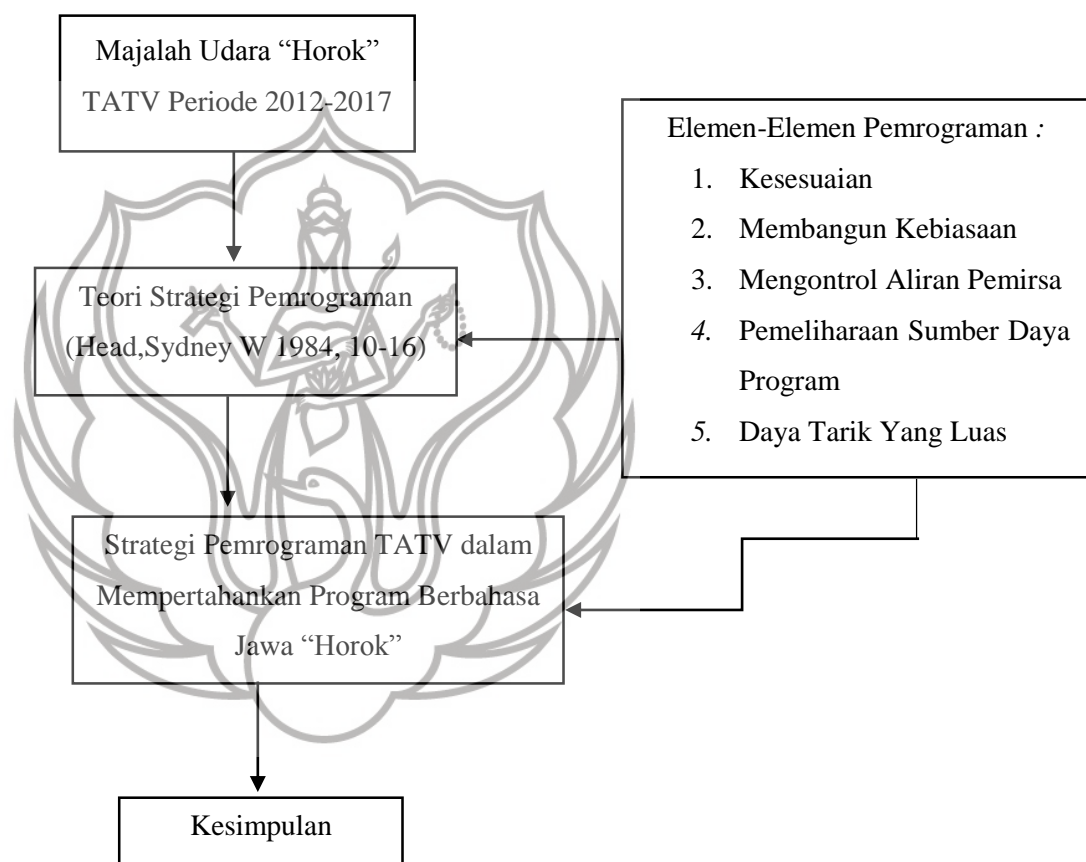 Majalah Udara “Horok”
TATV Periode 2012-2017
Elemen-Elemen Pemrograman :
1. Kesesuaian
2. Membangun Kebiasaan
3. Mengontrol Aliran Pemirsa
4. Pemeliharaan Sumber Daya
Program
5. Daya Tarik Yang Luas
Teori Strategi Pemrograman
(Head,Sydney W 1984, 10-16)
Strategi Pemrograman TATV dalam
Mempertahankan Program Berbahasa
Jawa “Horok”
Kesimpulan